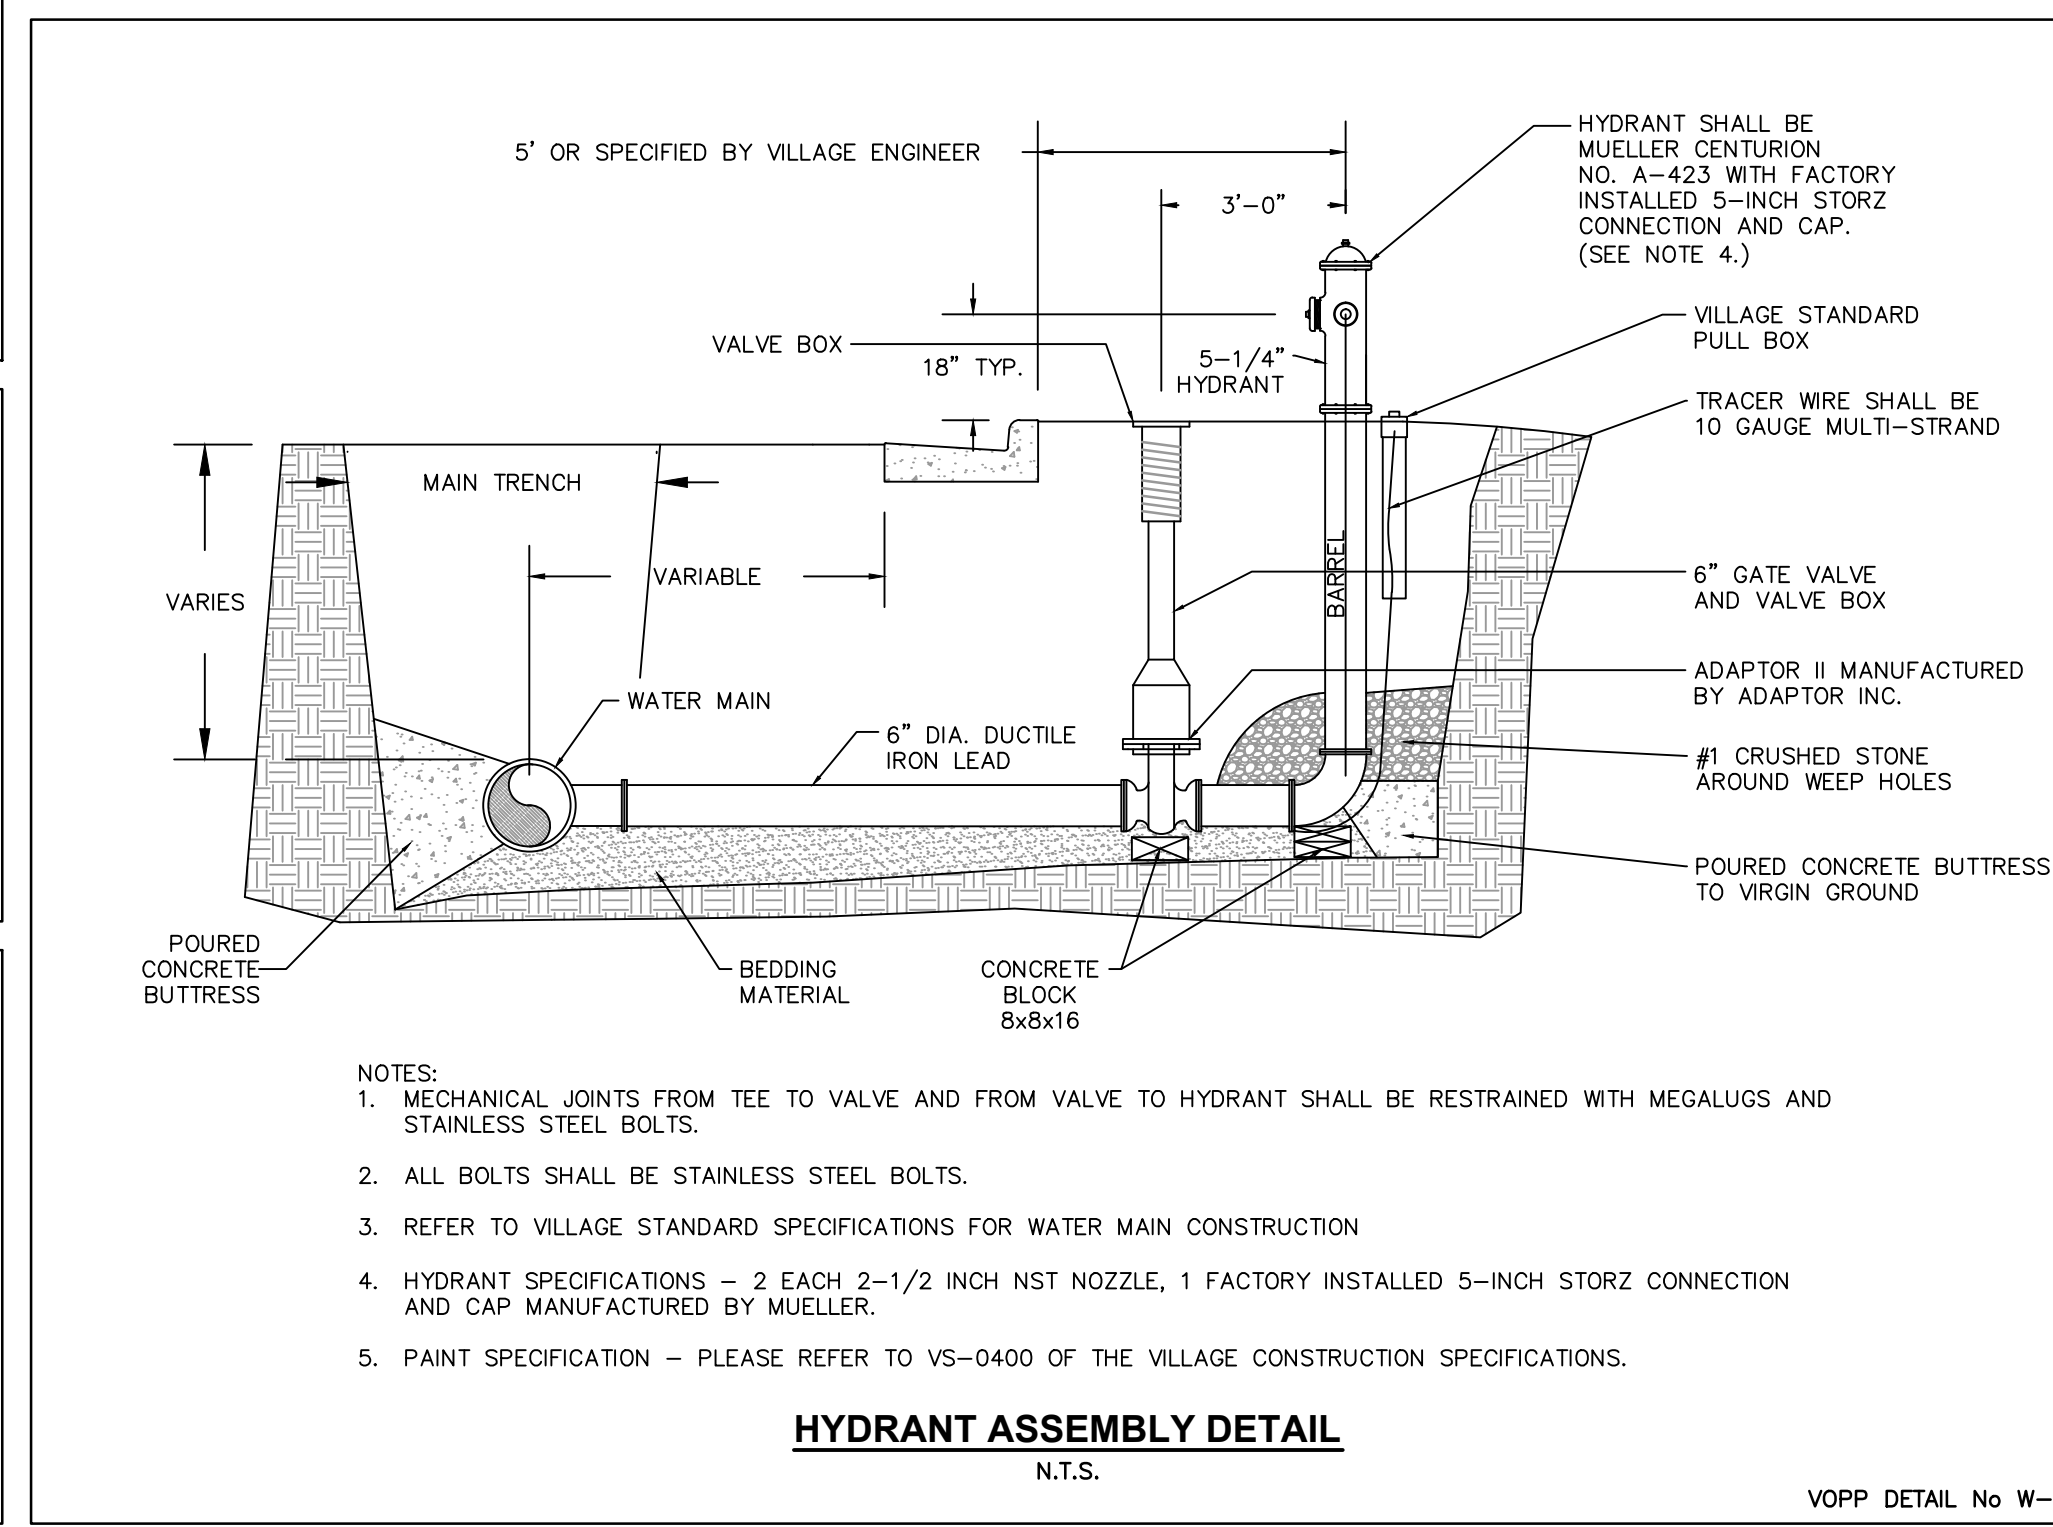 5' OR SPECIFIED BY VILLAGE ENGINEER
3'-0"
HYDRANT SHALL BE
MUELLER CENTURION
NO. A-423 WITH FACTORY
INSTALLED 5-INCH STORZ
CONNECTION AND CAP.
(SEE NOTE 4.)
VILLAGE STANDARD
PULL BOX
VALVE BOX
18" TYP.
5-1/4"
HYDRANT
TRACER WIRE SHALL BE
10 GAUGE MULTI-STRAND
MAIN TRENCH
VARIABLE
VARIES
BARREL
6" GATE VALVE
AND VALVE BOX
WATER MAIN
6" DIA. DUCTILE
IRON LEAD
ADAPTOR II MANUFACTURED
BY ADAPTOR INC.
#1 CRUSHED STONE
AROUND WEEP HOLES
POURED CONCRETE BUTTRESS
TO VIRGIN GROUND
POURED
CONCRETE
BUTTRESS
BEDDING
MATERIAL
CONCRETE
BLOCK
8x8x16
NOTES:
1. MECHANICAL JOINTS FROM TEE TO VALVE AND FROM VALVE TO HYDRANT SHALL BE RESTRAINED WITH MEGALUGS AND
STAINLESS STEEL BOLTS.
2. ALL BOLTS SHALL BE STAINLESS STEEL BOLTS.
3. REFER TO VILLAGE STANDARD SPECIFICATIONS FOR WATER MAIN CONSTRUCTION
4. HYDRANT SPECIFICATIONS - 2 EACH 2-1/2 INCH NST NOZZLE, 1 FACTORY INSTALLED 5-INCH STORZ CONNECTION
AND CAP MANUFACTURED BY MUELLER.
5. PAINT SPECIFICATION - PLEASE REFER TO VS-0400 OF THE VILLAGE CONSTRUCTION SPECIFICATIONS.
HYDRANT ASSEMBLY DETAIL
N.T.S.
VOPP DETAIL No W-